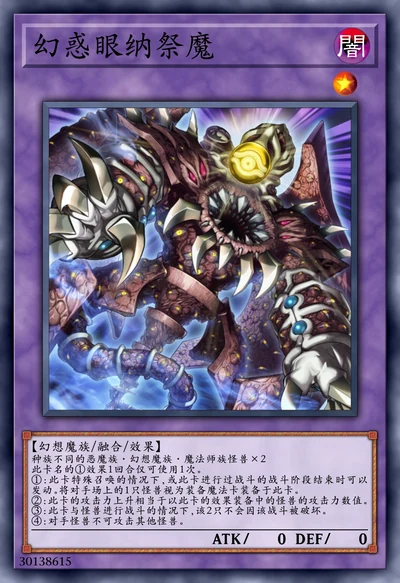 幻惑眼纳祭魔
闇
【幻想魔族/融合/效果】
种族不同的恶魔族・幻想魔族・魔法师族怪兽×2
此卡名的①效果1回合仅可使用1次。
①：此卡特殊召唤的情况下，或此卡进行过战斗的战斗阶段结束时可以
发动。将对手场上的1只怪兽视为装备魔法卡装备于此卡。
②：此卡的攻击力上升相当于以此卡的效果装备中的怪兽的攻击力数值。
③：此卡与怪兽进行战斗的情况下，该2只不会因该战斗被破坏。
④：对手怪兽不可攻击其他怪兽。
ATK/ 0 DEF/ 0
30138615